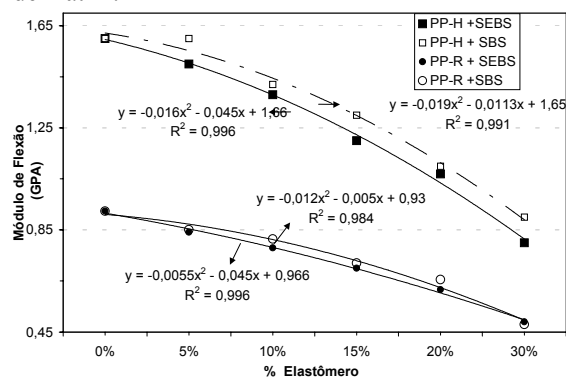 1,65
1,25
0,85
0,45
Módulo de Flexão
(GPA)
PP-H +SEBS
PP-H + SBS
PP-R + SEBS
PP-R +SBS
y = -0,016x² - 0,045x + 1,66
R² = 0,996
y = -0,019x² - 0,0113x + 1,65
R² = 0,991
y = -0,012x² - 0,005x + 0,93
R² = 0,984
y = -0,0055x² - 0,045x + 0,966
R² = 0,996
0% 5% 10% 15% 20% 30%
% Elastômero